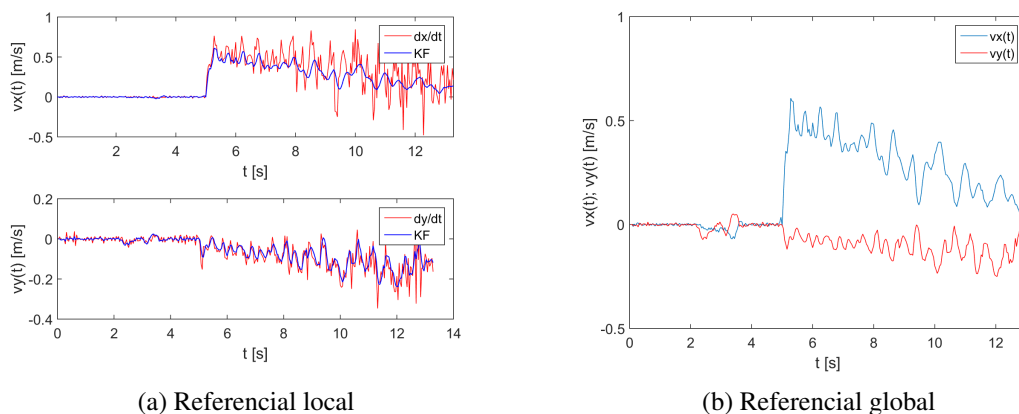 1
0.5
0
-0.5
vx(t) [m/s]
dx/dt
KF
2
4
6
8
10
12
t [s]
0.2
0
-0.2
-0.4
vy(t) [m/s]
dy/dt
KF
0
2
4
6
8
10
12
14
t [s]
(a) Referencial local
1
0.5
0
-0.5
vx(t); vy(t) [m/s]
vx(t)
vy(t)
0
2
4
6
8
10
12
t [s]
(b) Referencial global